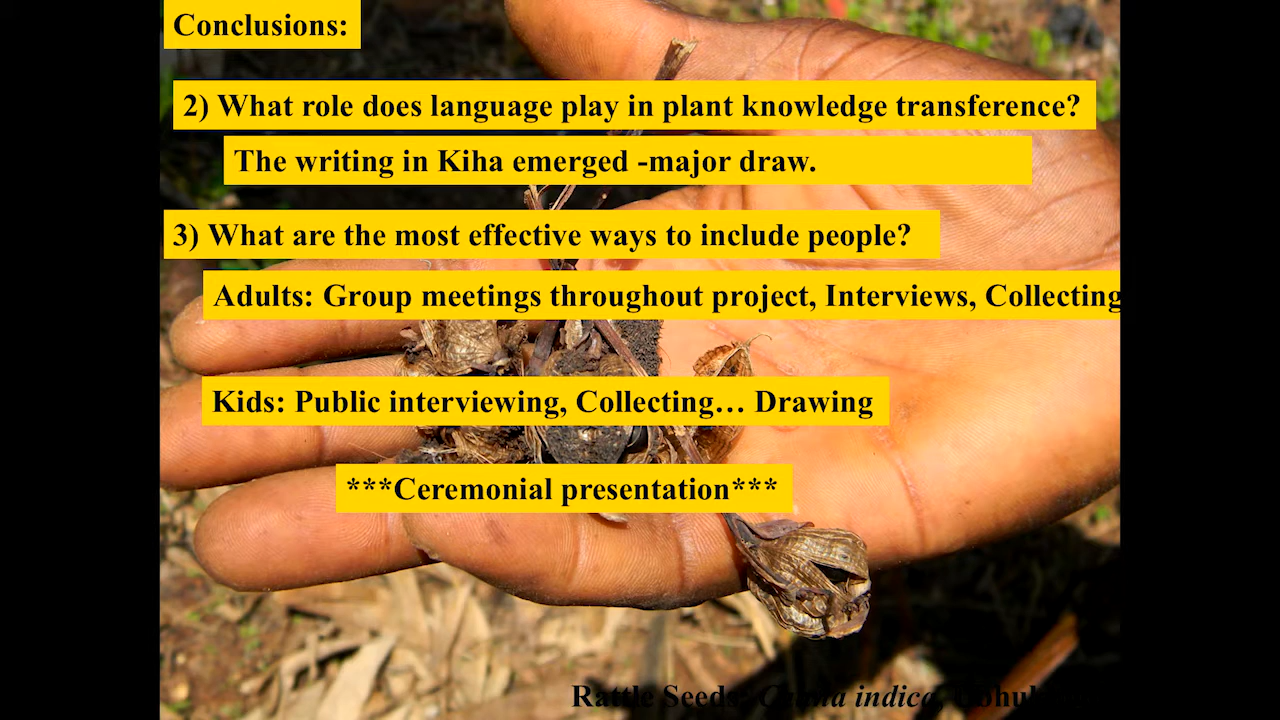 Conclusions:
2) What role does language play in plant knowledge transference?
The writing in Kiha emerged -major draw.
3) What are the most effective ways to include people?
Adults: Group meetings throughout project, Interviews, Collecting
Kids: Public interviewing, Collecting… Drawing
***Ceremonial presentation***
Rattle Seeds: Canna indica,